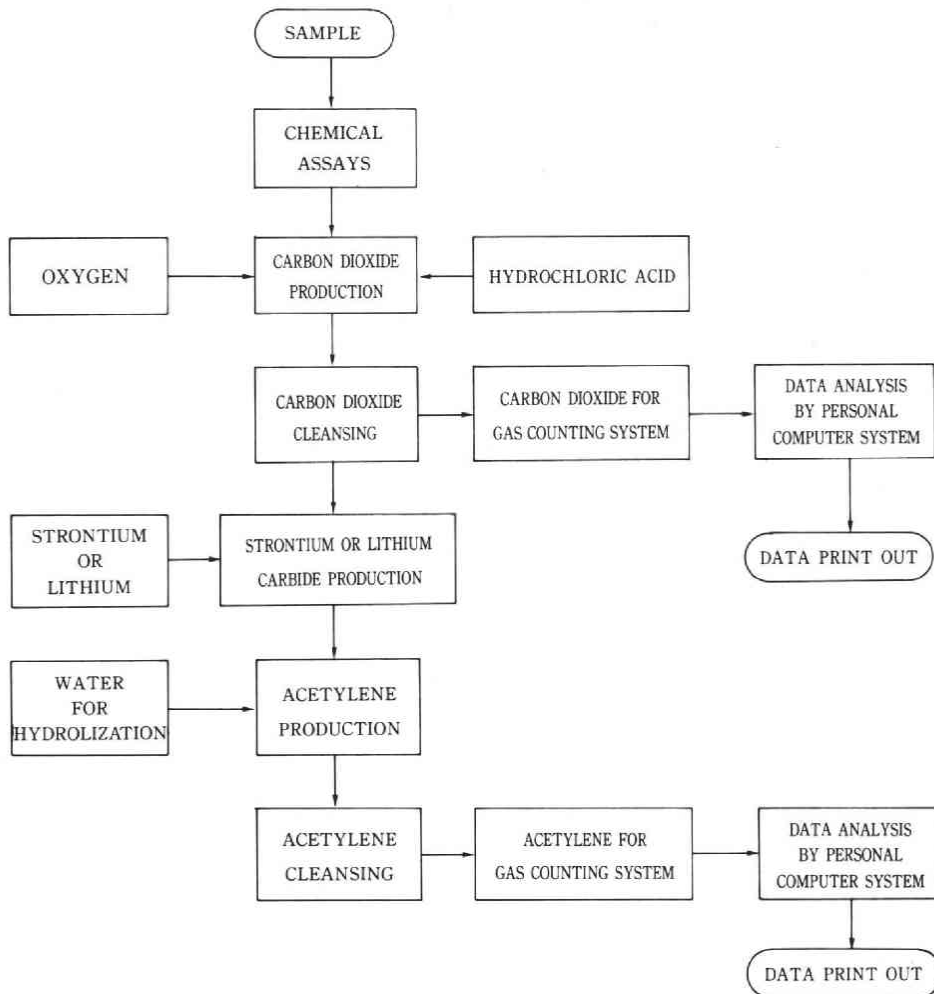 SAMPLE
CHEMICAL
ASSAYS
OXYGEN
CARBON DIOXIDE
PRODUCTION
HYDROCHLORIC ACID
CARBON DIOXIDE
CLEANSING
CARBON DIOXIDE FOR
GAS COUNTING SYSTEM
DATA ANALYSIS
BY PERSONAL
COMPUTER SYSTEM
DATA PRINT OUT
STRONTIUM
OR
LITHIUM
STRONTIUM OR LITHIUM
CARBIDE PRODUCTION
WATER
FOR
HYDROLIZATION
ACETYLENE
PRODUCTION
ACETYLENE
CLEANSING
ACETYLENE FOR
GAS COUNTING SYSTEM
DATA ANALYSIS
BY PERSONAL
COMPUTER SYSTEM
DATA PRINT OUT